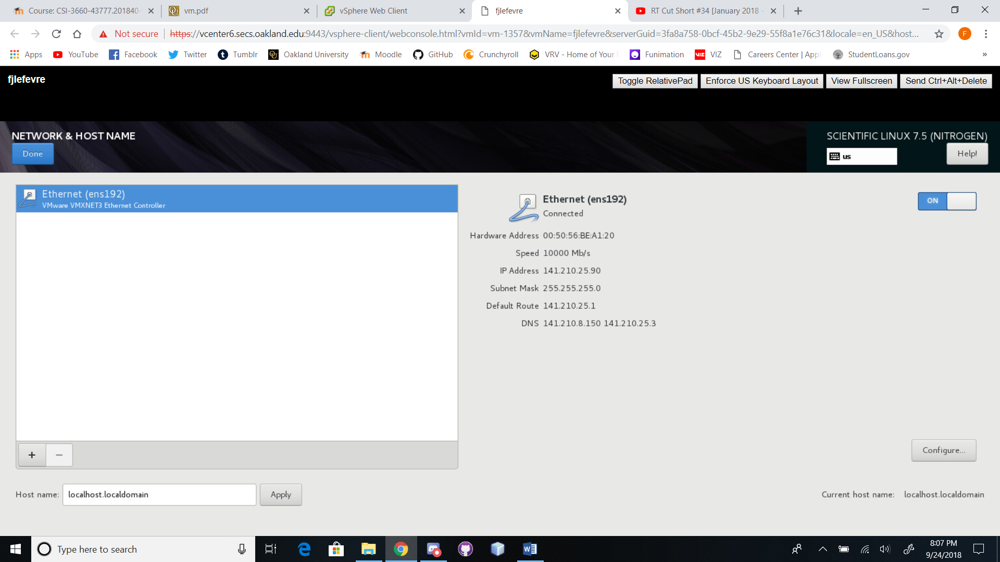 Course: CSI-3660-43777.201840-
vm.pdf
vSphere Web Client
fjlefevre
RT Cut Short #34 [January 2018 -
Not secure
https://vcenter6.secs.oakland.edu:9443/vsphere-client/webconsole.html?vmId=vm-1357&vmName=fjlefevre&serverGuid=3fa8a758-0bcf-45b2-9e29-55f8a1e76c31&locale=en_US&host...
F
Apps
YouTube
Facebook
Twitter
Tumblr
Oakland University
Moodle
GitHub
Crunchyroll
VRV - Home of Your
Funimation
VIZ
Careers Center | Appl
StudentLoans.gov
»
fjlefevre
Toggle RelativePad
Enforce US Keyboard Layout
View Fullscreen
Send Ctrl+Alt+Delete
NETWORK & HOST NAME
Done
SCIENTIFIC LINUX 7.5 (NITROGEN)
us
Help!
Ethernet (ens192)
VMware VMXNET3 Ethernet Controller
Ethernet (ens192)
Connected
ON
Hardware Address 00:50:56:BE:A1:20
Speed 10000 Mb/s
IP Address 141.210.25.90
Subnet Mask 255.255.255.0
Default Route 141.210.25.1
DNS 141.210.8.150 141.210.25.3
+
−
Configure...
Host name: localhost.localdomain
Apply
Current host name: localhost.localdomain
Type here to search
8:07 PM
9/24/2018